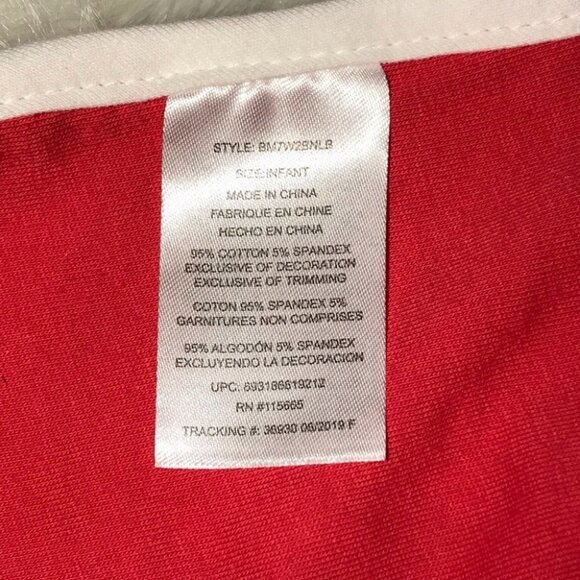 STYLE: BM7W2BNLB
SIZE:INFANT
MADE IN CHINA
FABRIQUE EN CHINE
HECHO EN CHINA
95% COTTON 5% SPANDEX
EXCLUSIVE OF DECORATION
EXCLUSIVE OF TRIMMING
COTON 95% SPANDEX 5%
GARNITURES NON COMPRISES
95% ALGODÓN 5% SPANDEX
EXCLUYENDO LA DECORACION
UPC: 693186619212
RN #115665
TRACKING #: 36930 06/2019 F